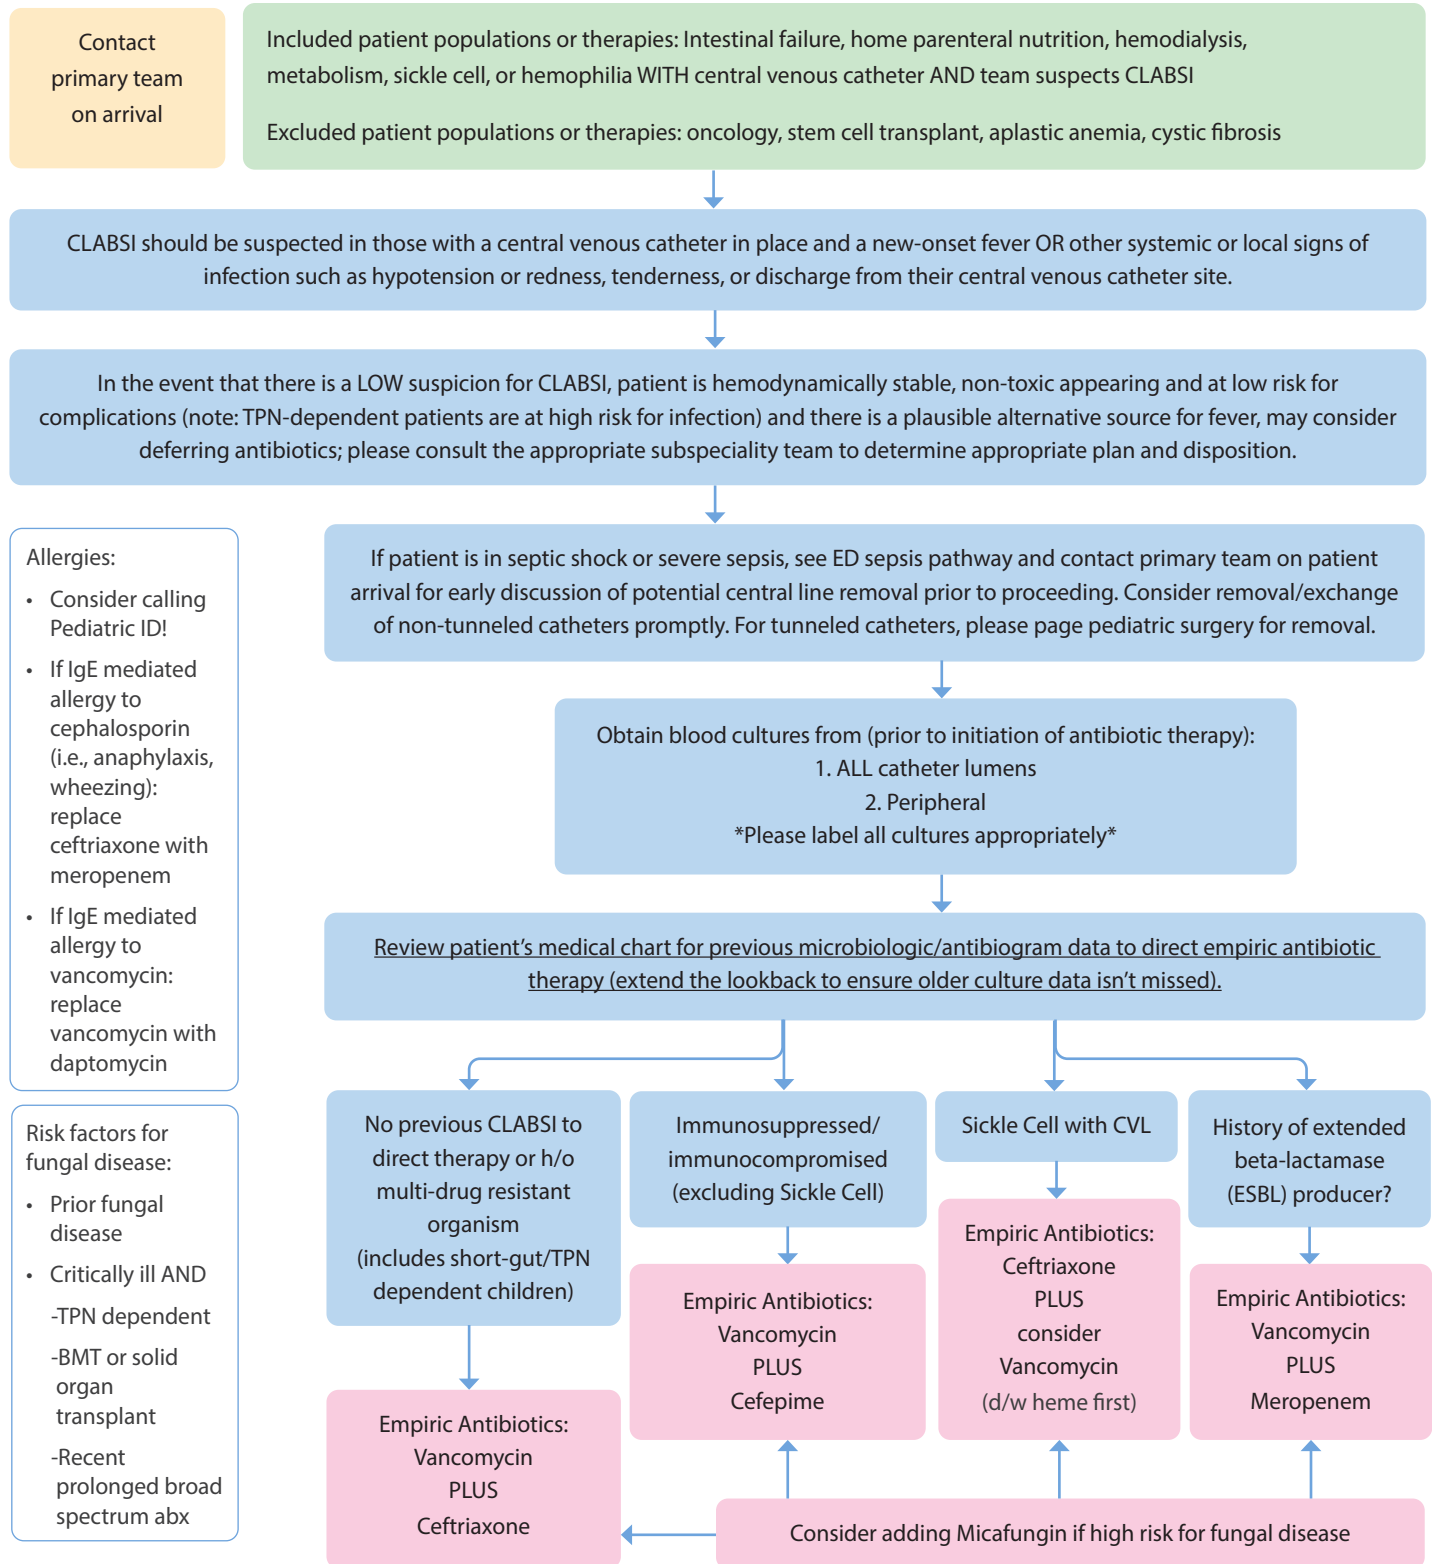 Contact
primary team
on arrival
Included patient populations or therapies: Intestinal failure, home parenteral nutrition, hemodialysis,
metabolism, sickle cell, or hemophilia WITH central venous catheter AND team suspects CLABSI
Excluded patient populations or therapies: oncology, stem cell transplant, aplastic anemia, cystic fibrosis
CLABSI should be suspected in those with a central venous catheter in place and a new-onset fever OR other systemic or local signs of
infection such as hypotension or redness, tenderness, or discharge from their central venous catheter site.
In the event that there is a LOW suspicion for CLABSI, patient is hemodynamically stable, non-toxic appearing and at low risk for
complications (note: TPN-dependent patients are at high risk for infection) and there is a plausible alternative source for fever, may consider
deferring antibiotics; please consult the appropriate subspeciality team to determine appropriate plan and disposition.
Allergies:
• Consider calling
Pediatric ID!
• If IgE mediated
allergy to
cephalosporin
(i.e., anaphylaxis,
wheezing):
replace
ceftriaxone with
meropenem
• If IgE mediated
allergy to
vancomycin:
replace
vancomycin with
daptomycin
Risk factors for
fungal disease:
• Prior fungal
disease
• Critically ill AND
-TPN dependent
-BMT or solid
organ
transplant
-Recent
prolonged broad
spectrum abx
If patient is in septic shock or severe sepsis, see ED sepsis pathway and contact primary team on patient
arrival for early discussion of potential central line removal prior to proceeding. Consider removal/exchange
of non-tunneled catheters promptly. For tunneled catheters, please page pediatric surgery for removal.
Obtain blood cultures from (prior to initiation of antibiotic therapy):
1. ALL catheter lumens
2. Peripheral
*Please label all cultures appropriately*
Review patient's medical chart for previous microbiologic/antibiogram data to direct empiric antibiotic
therapy (extend the lookback to ensure older culture data isn't missed).
No previous CLABSI to
direct therapy or h/o
multi-drug resistant
organism
(includes short-gut/TPN
dependent children)
Empiric Antibiotics:
Vancomycin
PLUS
Ceftriaxone
Immunosuppressed/
immunocompromised
(excluding Sickle Cell)
Empiric Antibiotics:
Vancomycin
PLUS
Cefepime
Sickle Cell with CVL
Empiric Antibiotics:
Ceftriaxone
PLUS
consider
Vancomycin
(d/w heme first)
History of extended
beta-lactamase
(ESBL) producer?
Empiric Antibiotics:
Vancomycin
PLUS
Meropenem
Consider adding Micafungin if high risk for fungal disease